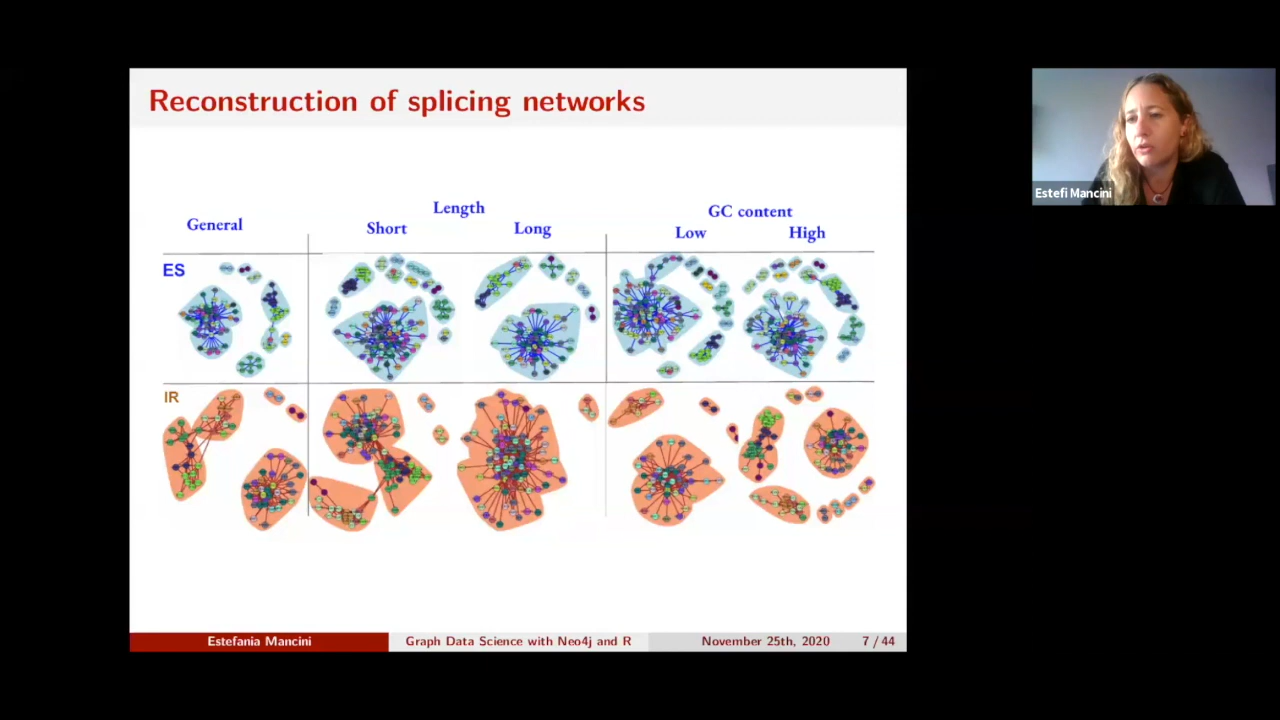 Reconstruction of splicing networks
Length
GC content
General
Short
Long
Low
High
ES
IR
Estefania Mancini
Graph Data Science with Neo4j and R
November 25th, 2020
7 / 44
Estefi Mancini